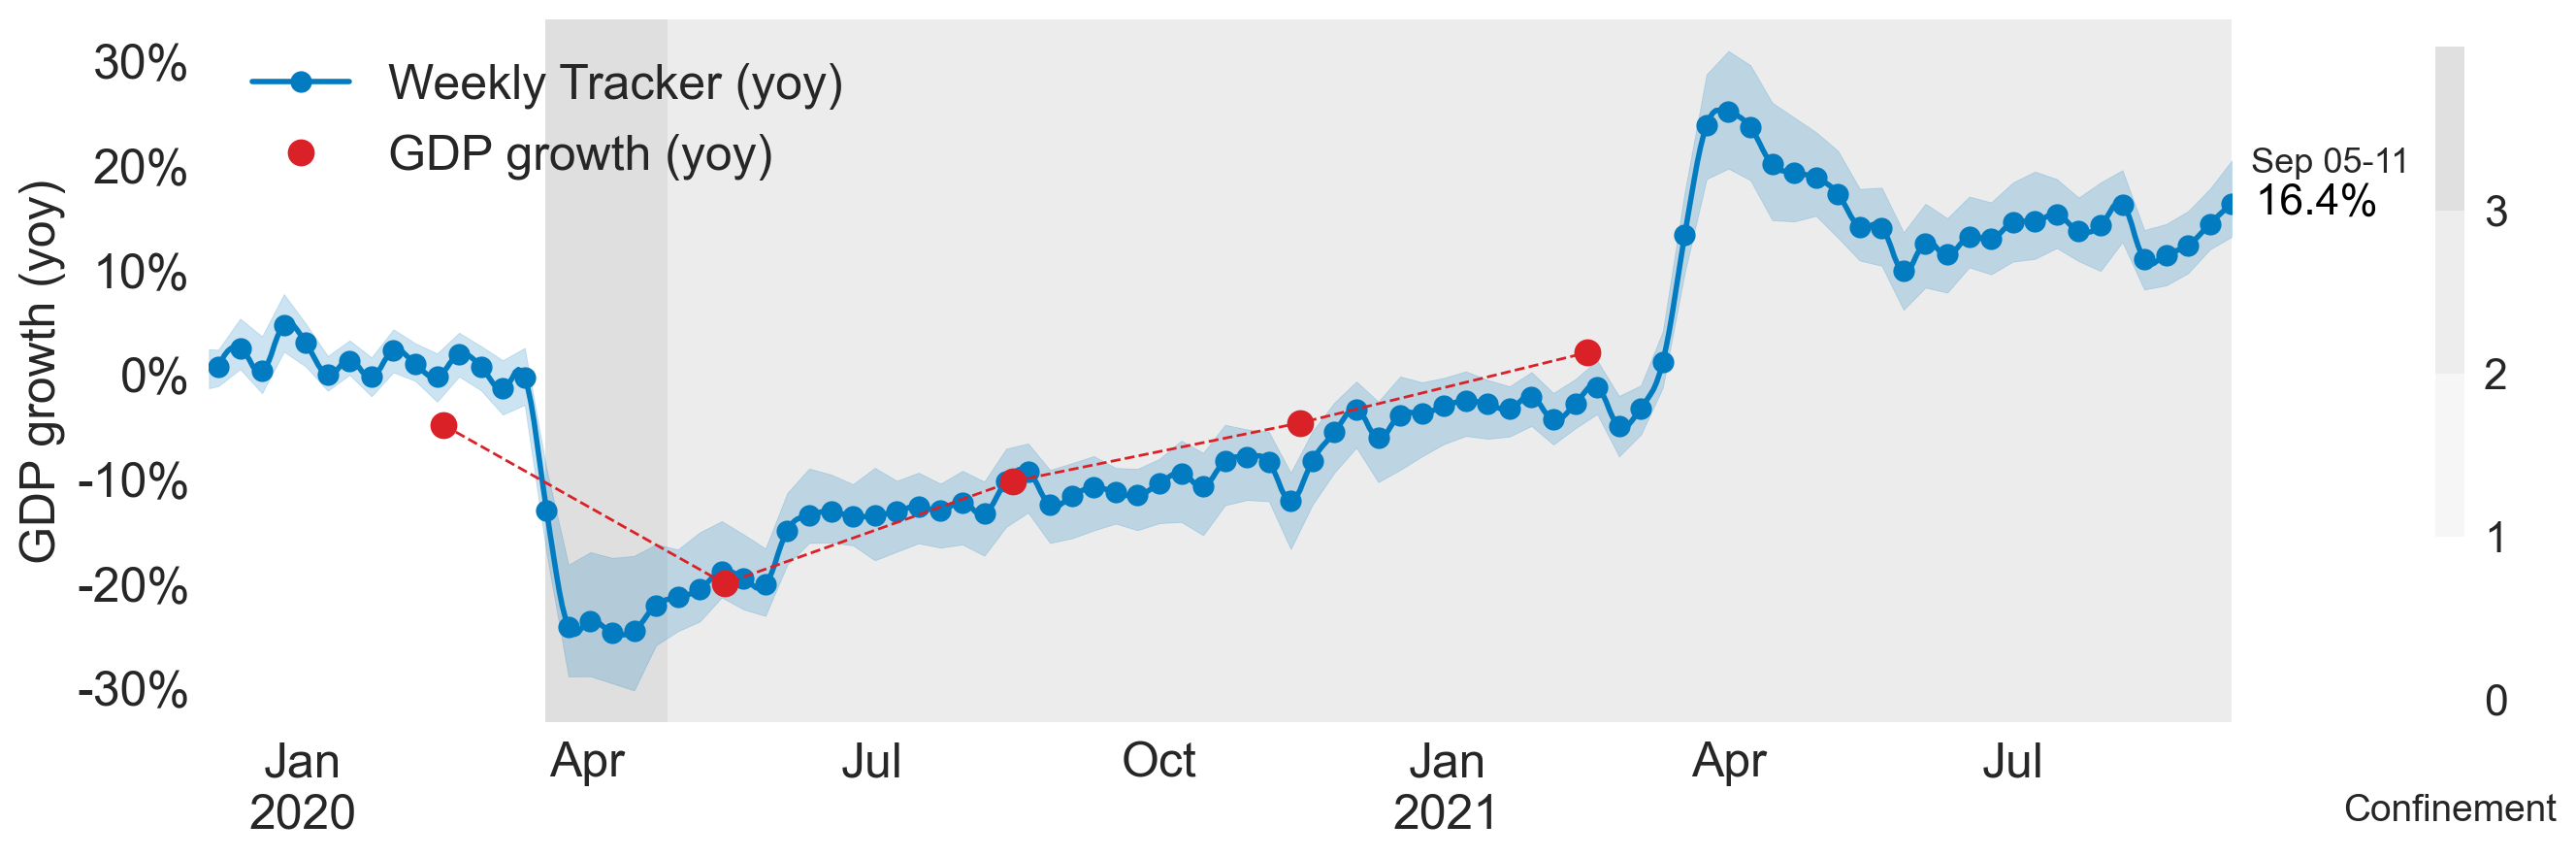 GDP growth (yoy)
30%
20%
10%
0%
-10%
-20%
-30%
Weekly Tracker (yoy)
GDP growth (yoy)
Sep 05-11
16.4%
3
2
1
0
Jan Apr Jul Oct Jan Apr Jul
2020 2021
Confinement